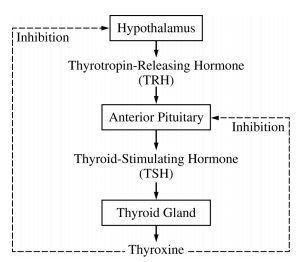 Hypothalamus
Inhibition
Thyrotropin-Releasing Hormone
(TRH)
Anterior Pituitary
Inhibition
Thyroid-Stimulating Hormone
(TSH)
Thyroid Gland
Thyroxine